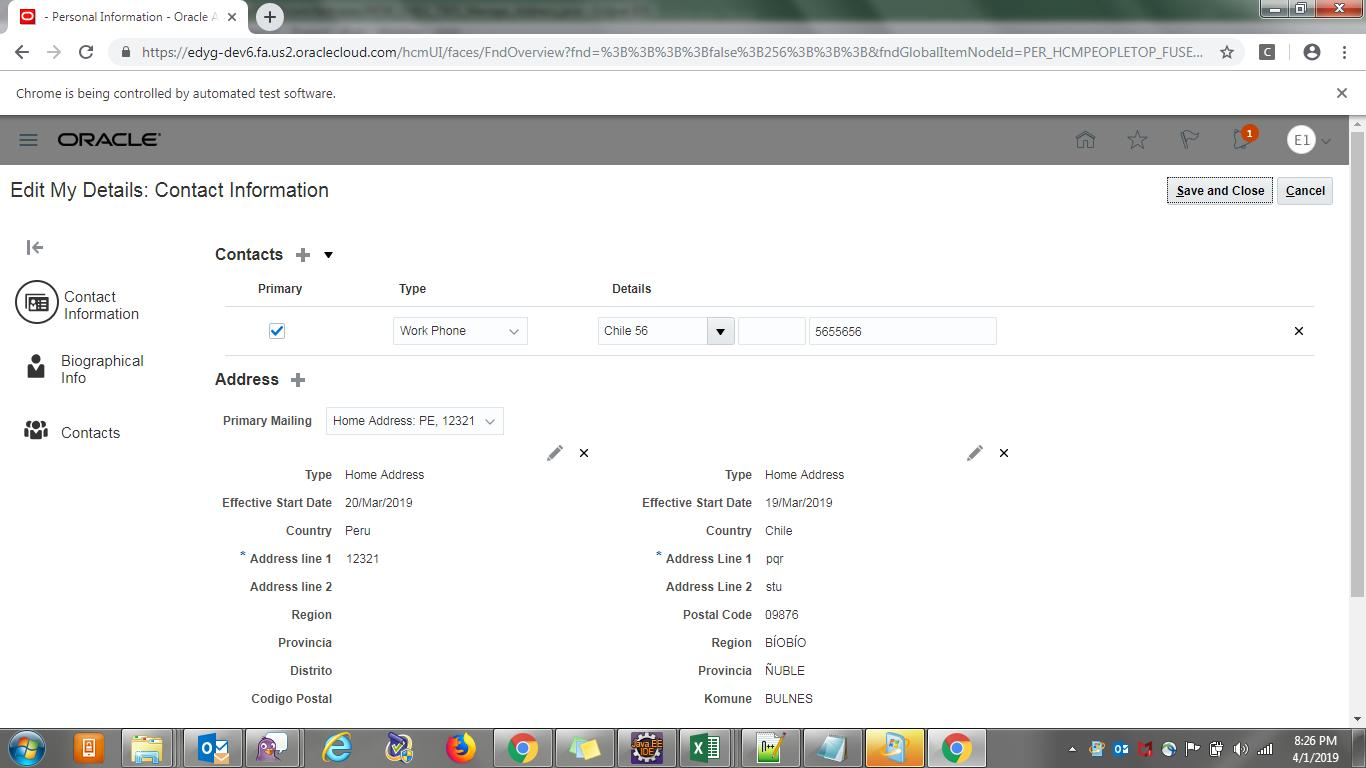 - Personal Information - Oracle A
https://edyg-dev6.fa.us2.oraclecloud.com/hcmUI/faces/FndOverview?fnd=%3B%3B%3B%3Bfalse%3B256%3B%3B%3B&fndGlobalItemNodeId=PER_HCMPEOPLETOP_FUSE...
C
Chrome is being controlled by automated test software.
ORACLE
1
E1
Edit My Details: Contact Information
Save and Close
Cancel
Contact
Information
Biographical
Info
Contacts
Contacts
Primary Type Details
Work Phone Chile 56 5655656
Address
Primary Mailing Home Address: PE, 12321
Type Home Address
Effective Start Date 20/Mar/2019
Country Peru
* Address line 1 12321
Address line 2
Region
Provincia
Distrito
Codigo Postal
Type Home Address
Effective Start Date 19/Mar/2019
Country Chile
* Address Line 1 pqr
Address Line 2 stu
Postal Code 09876
Region BÍOBÍO
Provincia ÑUBLE
Komune BULNES
Java EE
IDE
8:26 PM
4/1/2019